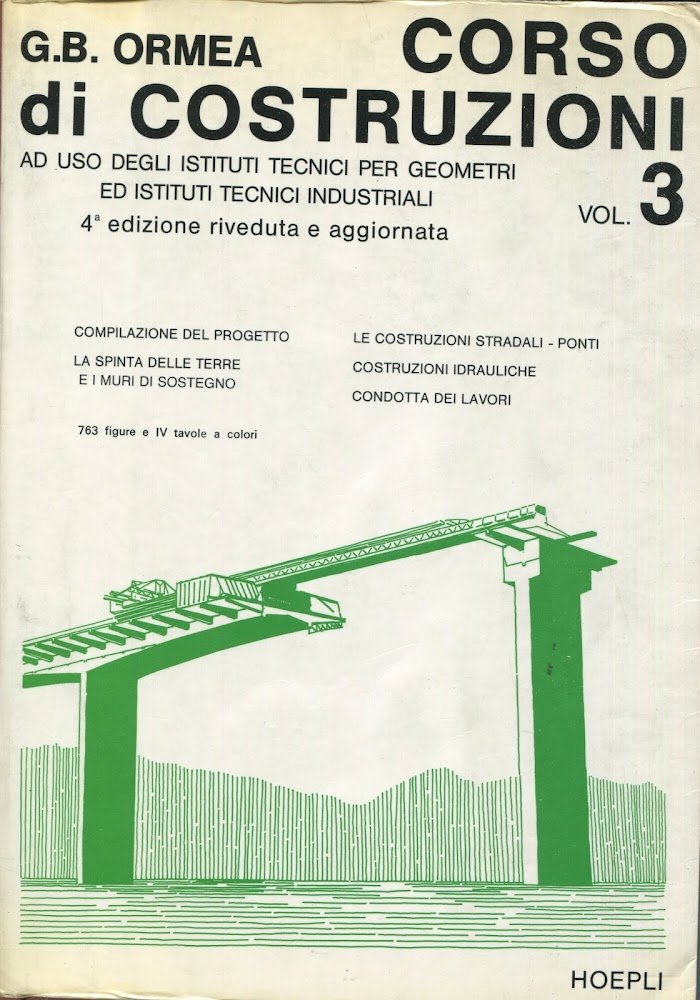 G.B. ORMEA
CORSO
di COSTRUZIONI
AD USO DEGLI ISTITUTI TECNICI PER GEOMETRI
ED ISTITUTI TECNICI INDUSTRIALI
VOL. 3
4ª edizione riveduta e aggiornata
COMPILAZIONE DEL PROGETTO
LA SPINTA DELLE TERRE
E I MURI DI SOSTEGNO
763 figure e IV tavole a colori
LE COSTRUZIONI STRADALI - PONTI
COSTRUZIONI IDRAULICHE
CONDOTTA DEI LAVORI
HOEPLI